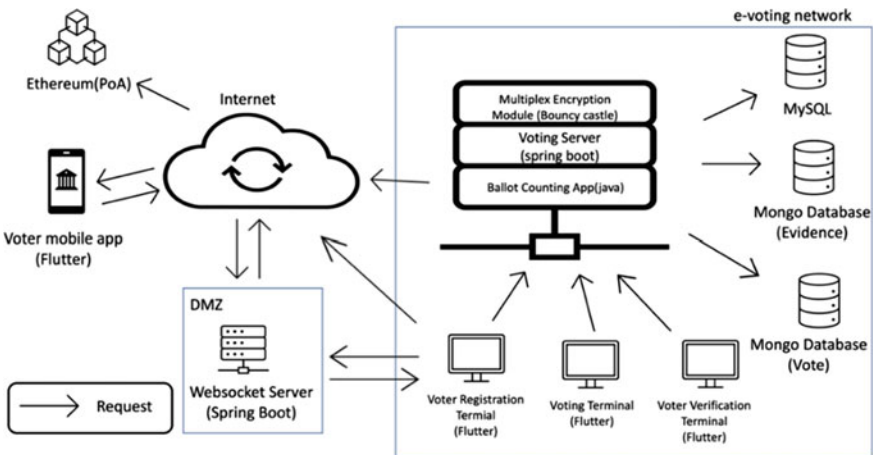 e-voting network
Ethereum(PoA)
Internet
Multiplex Encryption
Module (Bouncy castle)
Voting Server
(spring boot)
Ballot Counting App(java)
MySQL
Mongo Database
(Evidence)
Voter mobile app
(Flutter)
DMZ
Websocket Server
(Spring Boot)
Mongo Database
(Vote)
Voter Registration
Termial
(Flutter)
Voting Terminal
(Flutter)
Voter Verification
Terminal
(Flutter)
Request